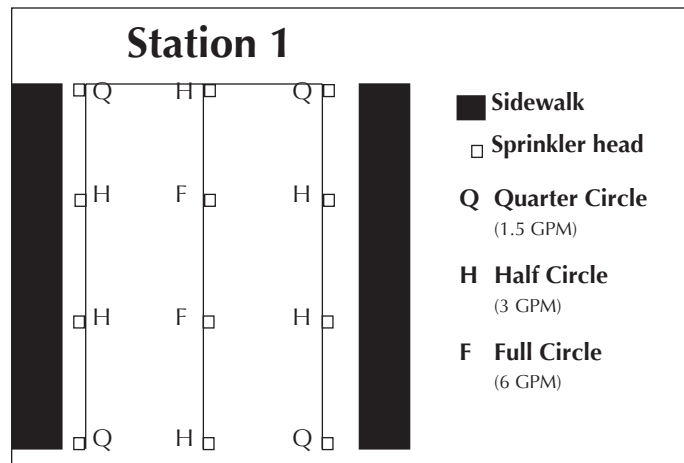 Station 1
Q H Q
H F H
H F H
Q H Q
Sidewalk
Sprinkler head
Q Quarter Circle
(1.5 GPM)
H Half Circle
(3 GPM)
F Full Circle
(6 GPM)